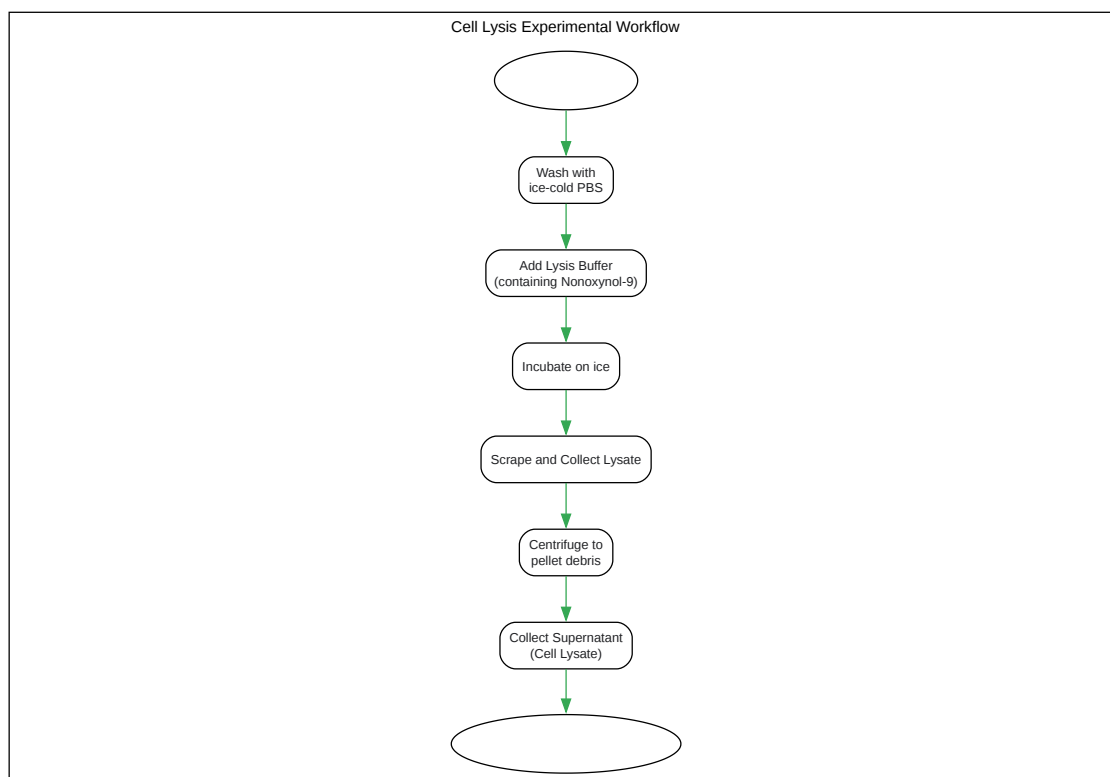 Cell Lysis Experimental Workflow
Wash with
ice-cold PBS
Add Lysis Buffer
(containing Nonoxynol-9)
Incubate on ice
Scrape and Collect Lysate
Centrifuge to
pellet debris
Collect Supernatant
(Cell Lysate)